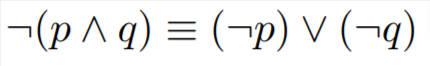 ¬(p ∧ q) ≡ (¬p) ∨ (¬q)